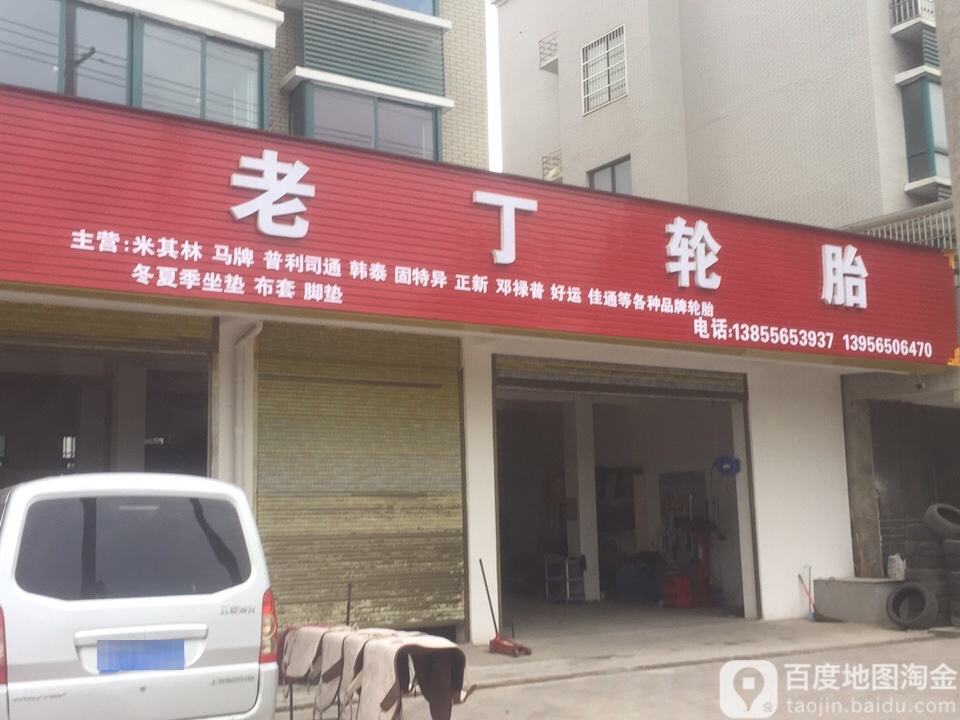 老丁轮胎
主营:米其林 马牌 普利司通 韩泰 固特异 正新 邓禄普 好运 佳通等各种品牌轮胎
冬夏季坐垫 布套 脚垫
电话:13855653937 13956506470
百度地图淘金
taojin.baidu.com